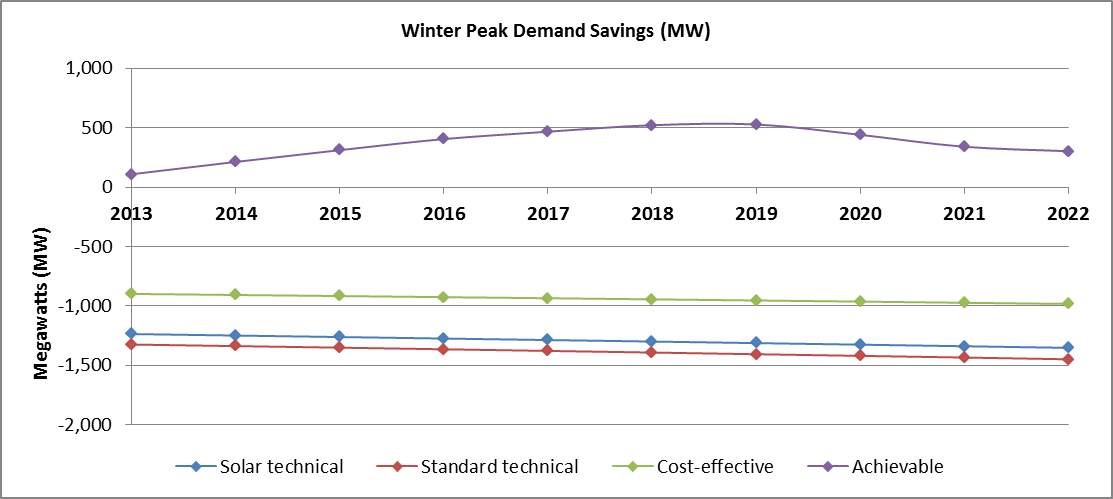 Winter Peak Demand Savings (MW)
1,000
500
0
2013 2014 2015 2016 2017 2018 2019 2020 2021 2022
-500
-1,000
-1,500
-2,000
Megawatts (MW)
Solar technical Standard technical Cost-effective Achievable